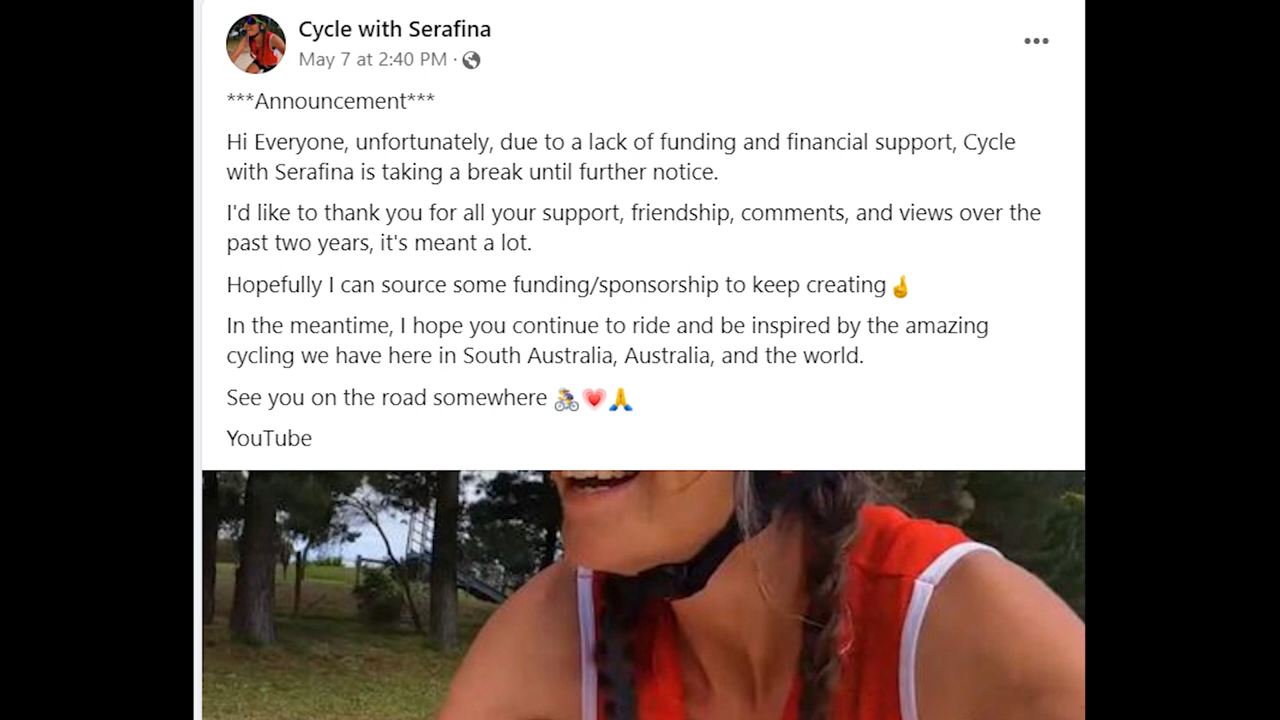 Cycle with Serafina
May 7 at 2:40 PM ·
***Announcement***
Hi Everyone, unfortunately, due to a lack of funding and financial support, Cycle
with Serafina is taking a break until further notice.
I'd like to thank you for all your support, friendship, comments, and views over the
past two years, it's meant a lot.
Hopefully I can source some funding/sponsorship to keep creating🤞
In the meantime, I hope you continue to ride and be inspired by the amazing
cycling we have here in South Australia, Australia, and the world.
See you on the road somewhere 🚴‍♀️💗🙏
YouTube